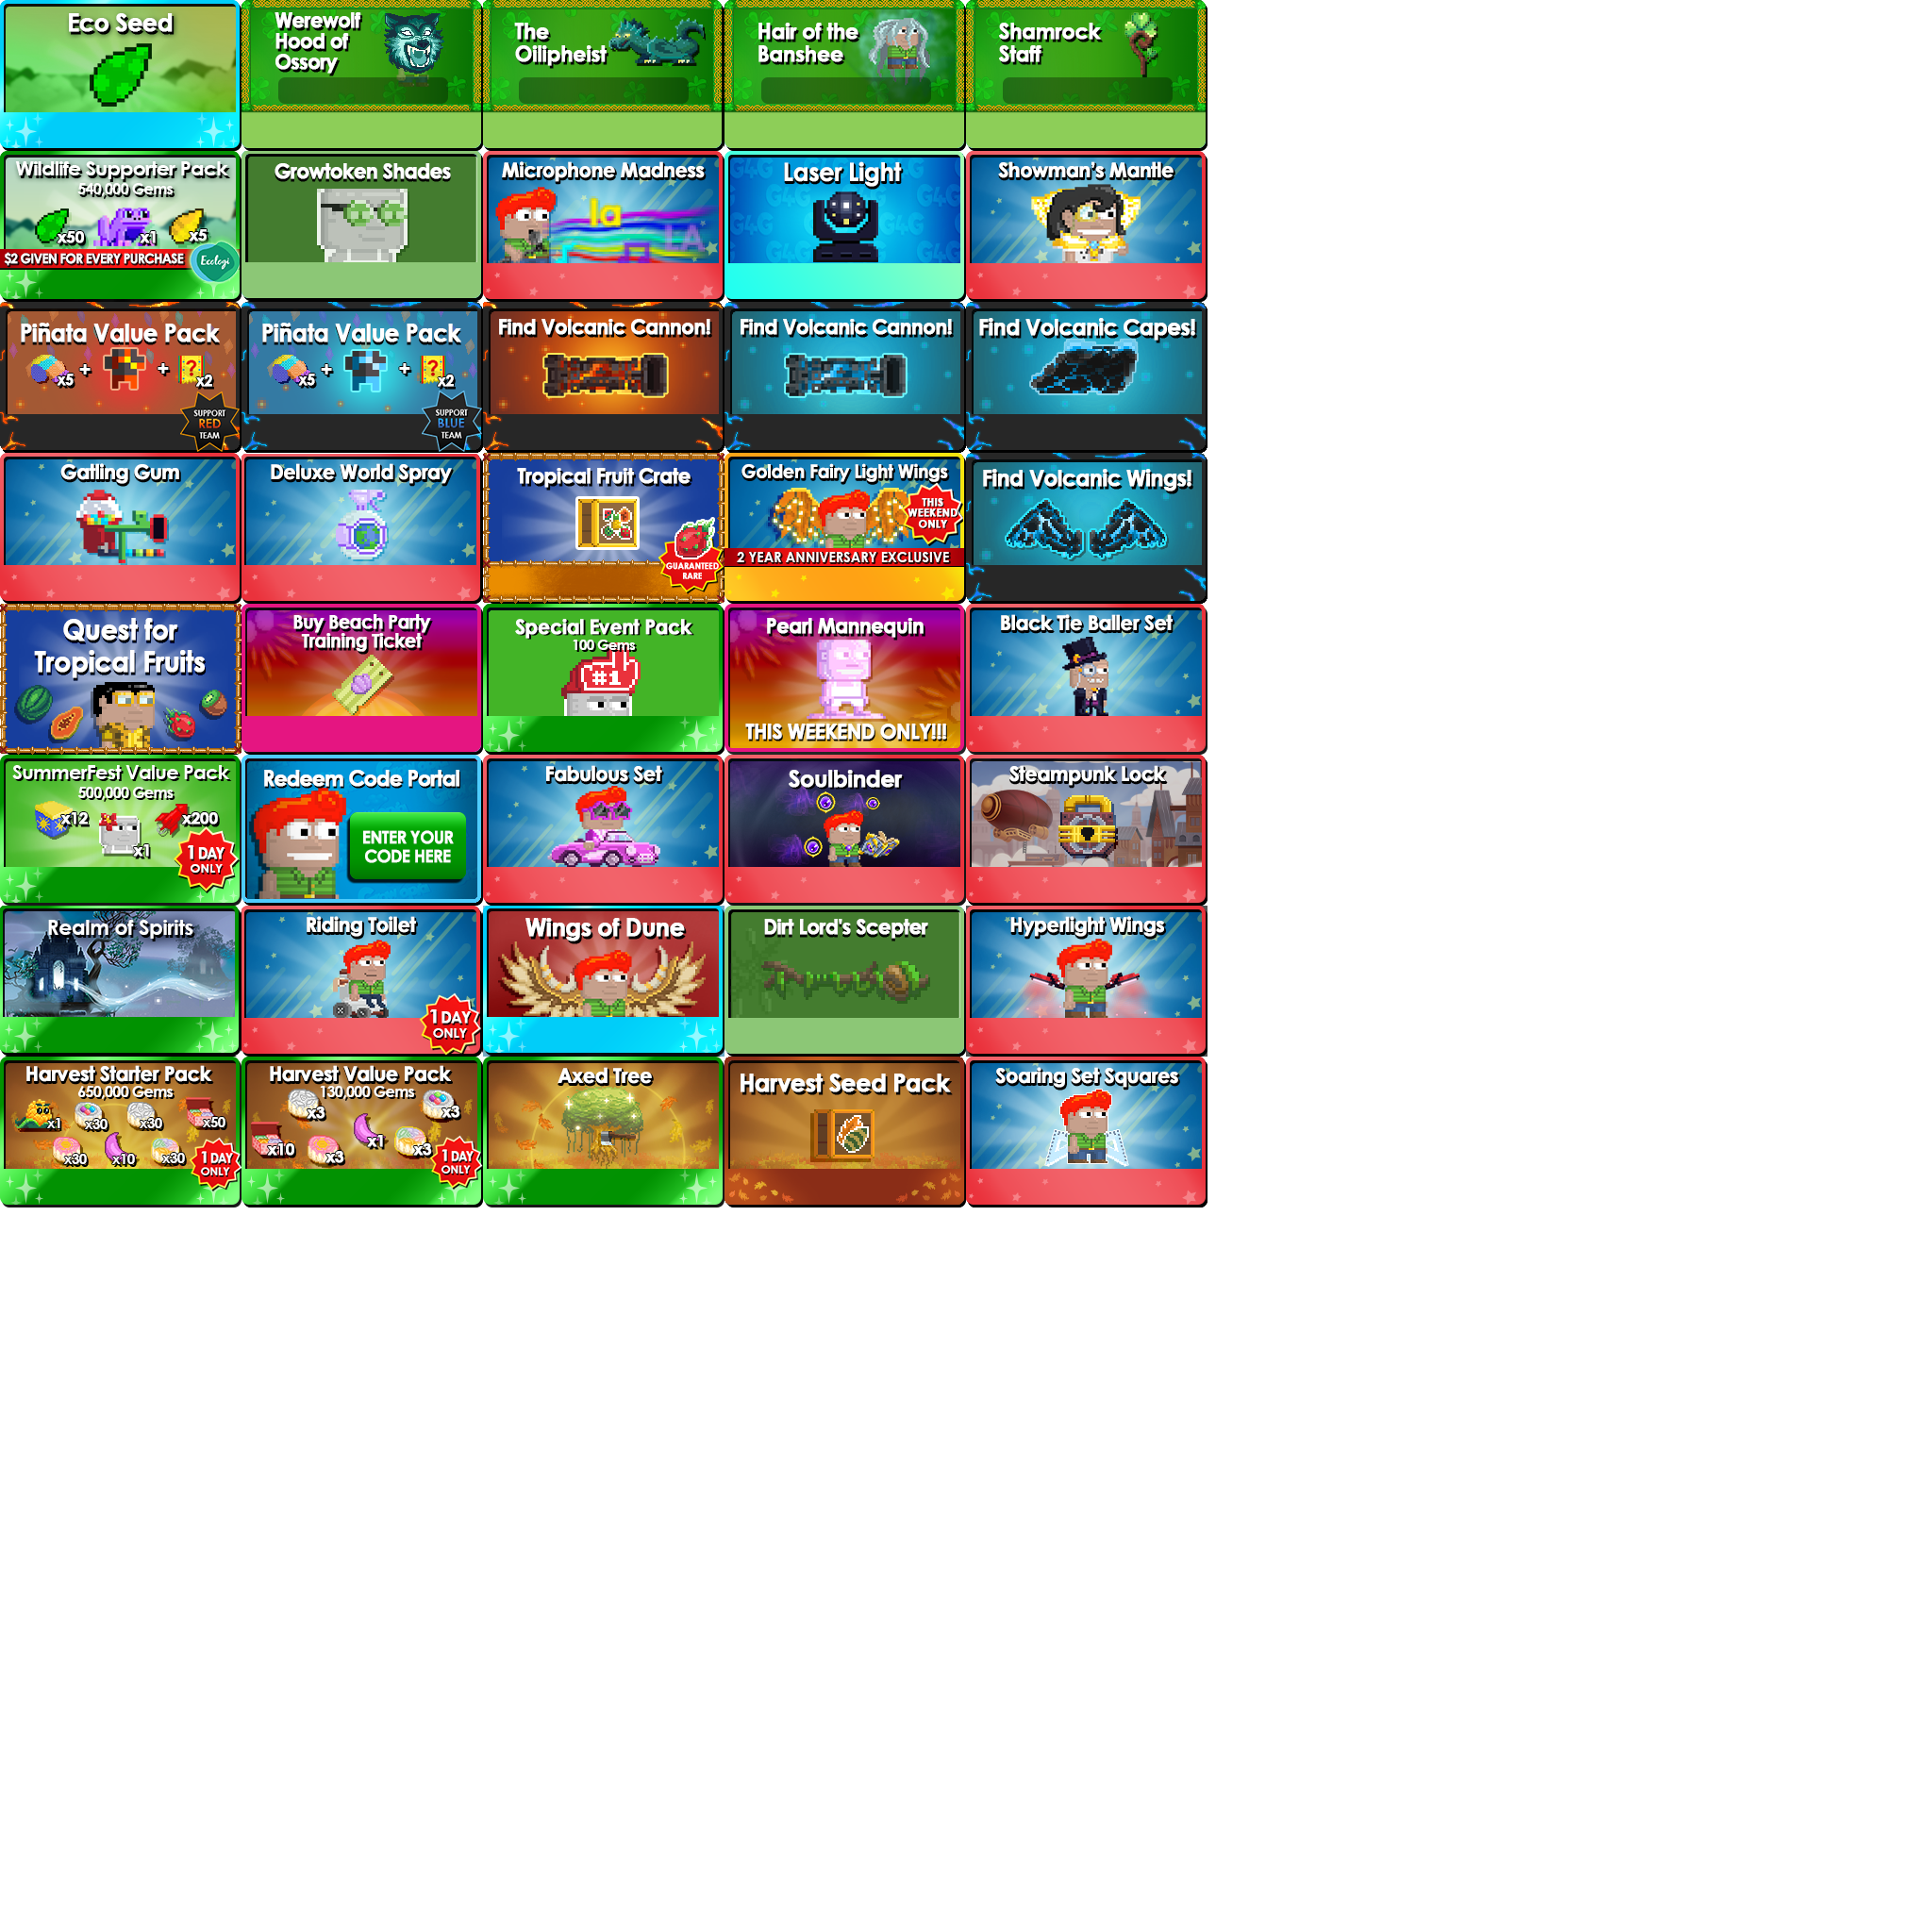 Eco Seed
Werewolf
Hood of
Ossory
The
Oilipheist
Hair of the
Banshee
Shamrock
Staff
Wildlife Supporter Pack
540,000 Gems
x50
x1
x5
$2 GIVEN FOR EVERY PURCHASE
Ecologi
Growtoken Shades
Microphone Madness
la
LA
Laser Light
G4G G4G
Showman's Mantle
Piñata Value Pack
x5 + + ? x2
SUPPORT
RED
TEAM
Piñata Value Pack
x5 + + ? x2
SUPPORT
BLUE
TEAM
Find Volcanic Cannon!
Find Volcanic Cannon!
Find Volcanic Capes!
Gatling Gum
Deluxe World Spray
Tropical Fruit Crate
GUARANTEED
RARE
Golden Fairy Light Wings
THIS
WEEKEND
ONLY
2 YEAR ANNIVERSARY EXCLUSIVE
Find Volcanic Wings!
Quest for
Tropical Fruits
Buy Beach Party
Training Ticket
Special Event Pack
100 Gems
#1
Pearl Mannequin
THIS WEEKEND ONLY!!!
Black Tie Baller Set
SummerFest Value Pack
500,000 Gems
x12
x200
x1
1 DAY
ONLY
Redeem Code Portal
ENTER YOUR
CODE HERE
Fabulous Set
Soulbinder
Steampunk Lock
Realm of Spirits
Riding Toilet
1 DAY
ONLY
Wings of Dune
Dirt Lord's Scepter
Hyperlight Wings
Harvest Starter Pack
650,000 Gems
x1 x30 x30 x50
x30 x10 x30
1 DAY
ONLY
Harvest Value Pack
130,000 Gems
x3 x3
x10 x3 x1 x3
1 DAY
ONLY
Axed Tree
Harvest Seed Pack
Soaring Set Squares